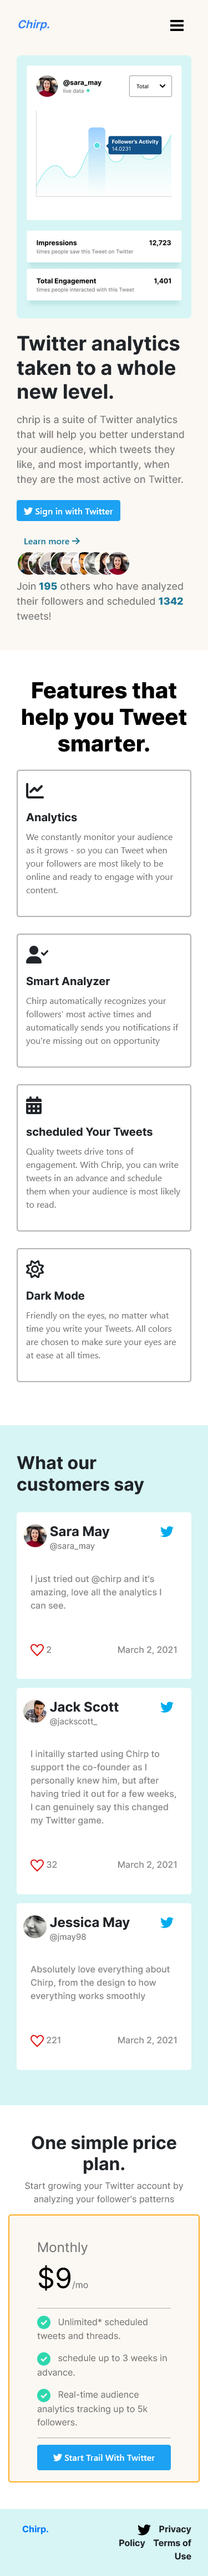 Chirp.
@sara_may
live data
Total
Follower's Activity
14.0231
Impressions
12,723
times people saw this Tweet on Twitter
Total Engagement
1,401
times people interacted with this Tweet
Twitter analytics
taken to a whole
new level.
chrip is a suite of Twitter analytics
that will help you better understand
your audience, which tweets they
like, and most importantly, when
they are the most active on Twitter.
Sign in with Twitter
Learn more
Join 195 others who have analyzed
their followers and scheduled 1342
tweets!
Features that
help you Tweet
smarter.
Analytics
We constantly monitor your audience
as it grows - so you can Tweet when
your followers are most likely to be
online and ready to engage with your
content.
Smart Analyzer
Chirp automatically recognizes your
followers' most active times and
automatically sends you notifications if
you're missing out on opportunity
scheduled Your Tweets
Quality tweets drive tons of
engagement. With Chrip, you can write
tweets in an advance and schedule
them when your audience is most likely
to read.
Dark Mode
Friendly on the eyes, no matter what
time you write your Tweets. All colors
are chosen to make sure your eyes are
at ease at all times.
What our
customers say
Sara May
@sara_may
I just tried out @chirp and it's
amazing, love all the analytics I
can see.
2
March 2, 2021
Jack Scott
@jackscott_
I initailly started using Chirp to
support the co-founder as I
personally knew him, but after
having tried it out for a few weeks,
I can genuinely say this changed
my Twitter game.
32
March 2, 2021
Jessica May
@jmay98
Absolutely love everything about
Chirp, from the design to how
everything works smoothly
221
March 2, 2021
One simple price
plan.
Start growing your Twitter account by
analyzing your follower's patterns
Monthly
$9/mo
Unlimited* scheduled
tweets and threads.
schedule up to 3 weeks in
advance.
Real-time audience
analytics tracking up to 5k
followers.
Start Trail With Twitter
Chirp.
Privacy
Policy Terms of
Use